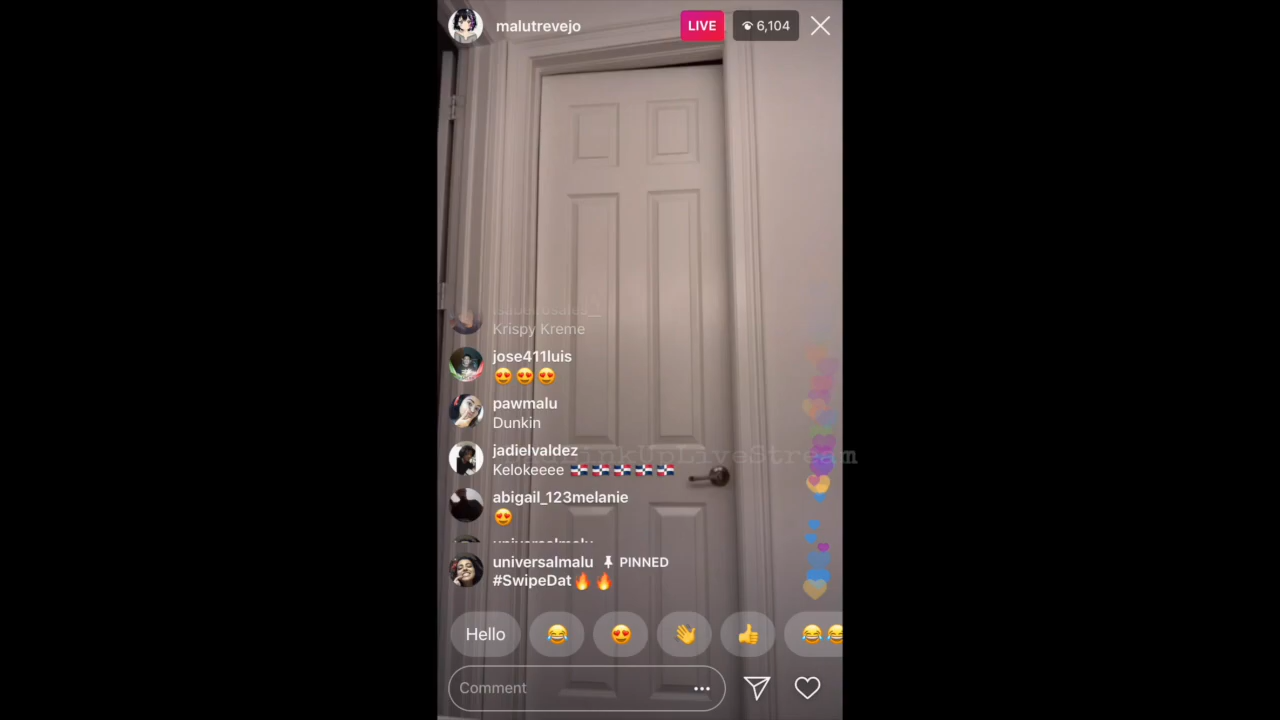 malutrevejo
LIVE
6,104
Krispy Kreme
jose411luis
😍😍😍
pawmalu
Dunkin
jadielvaldez
Kelokeeee 🇩🇴🇩🇴🇩🇴🇩🇴🇩🇴
abigail_123melanie
😍
universalmalu PINNED
#SwipeDat🔥🔥
Hello 😂 😍 👋 👍 😂😂
Comment